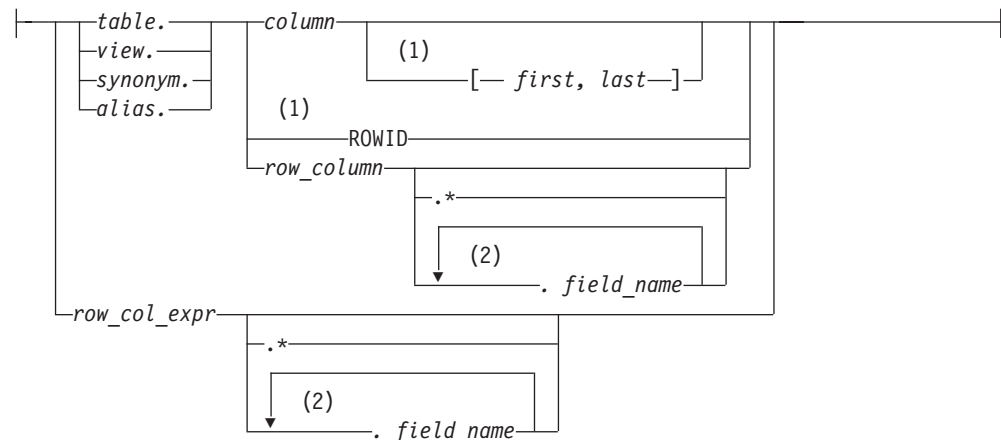 table. column
view. (1)
synonym. [ first, last ]
alias.
(1)
ROWID
row_column
.*
(2)
. field_name
row_col_expr
.*
(2)
. field name